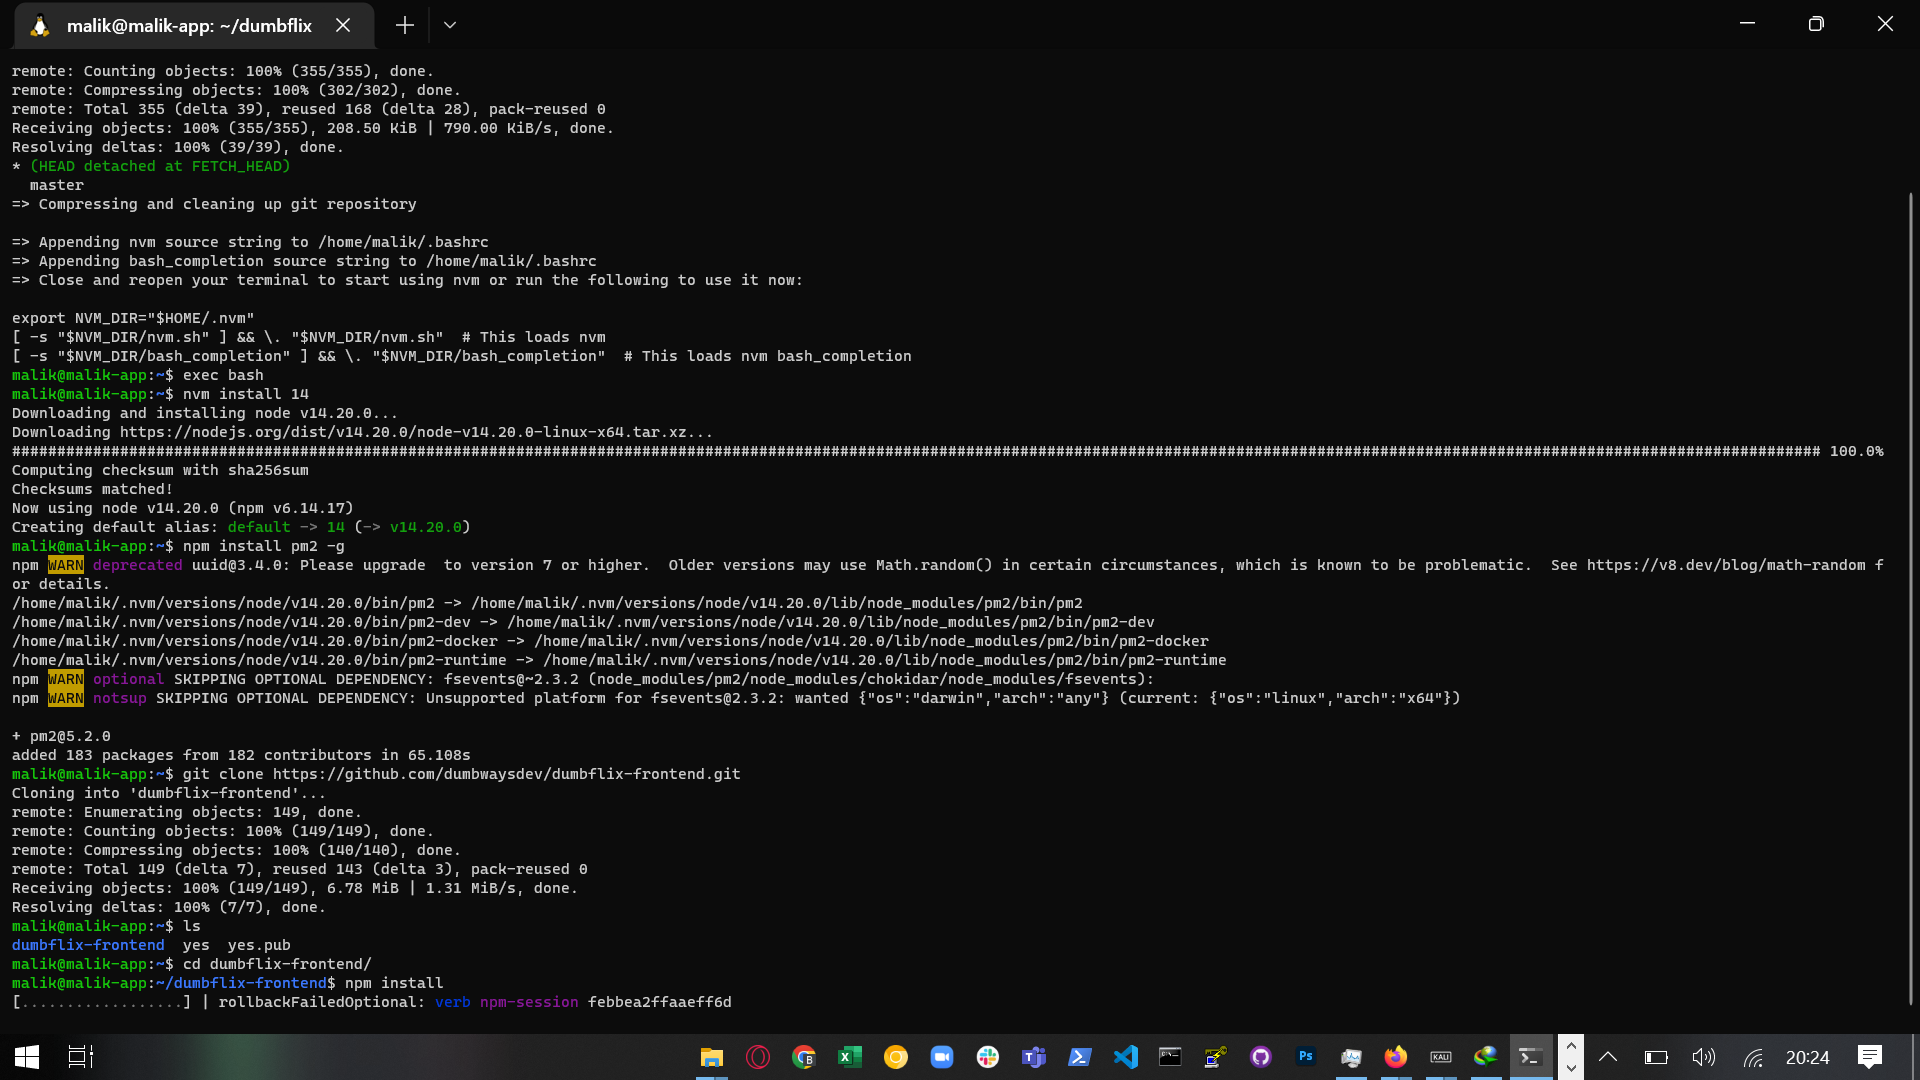 malik@malik-app: ~/dumbflix
remote: Counting objects: 100% (355/355), done.
remote: Compressing objects: 100% (302/302), done.
remote: Total 355 (delta 39), reused 168 (delta 28), pack-reused 0
Receiving objects: 100% (355/355), 208.50 KiB | 790.00 KiB/s, done.
Resolving deltas: 100% (39/39), done.
* (HEAD detached at FETCH_HEAD)
  master
=> Compressing and cleaning up git repository

=> Appending nvm source string to /home/malik/.bashrc
=> Appending bash_completion source string to /home/malik/.bashrc
=> Close and reopen your terminal to start using nvm or run the following to use it now:

export NVM_DIR="$HOME/.nvm"
[ -s "$NVM_DIR/nvm.sh" ] && \. "$NVM_DIR/nvm.sh"  # This loads nvm
[ -s "$NVM_DIR/bash_completion" ] && \. "$NVM_DIR/bash_completion"  # This loads nvm bash_completion
malik@malik-app:~$ exec bash
malik@malik-app:~$ nvm install 14
Downloading and installing node v14.20.0...
Downloading https://nodejs.org/dist/v14.20.0/node-v14.20.0-linux-x64.tar.xz...
######################################################################################################################################################################################################### 100.0%
Computing checksum with sha256sum
Checksums matched!
Now using node v14.20.0 (npm v6.14.17)
Creating default alias: default -> 14 (-> v14.20.0)
malik@malik-app:~$ npm install pm2 -g
npm WARN deprecated uuid@3.4.0: Please upgrade  to version 7 or higher.  Older versions may use Math.random() in certain circumstances, which is known to be problematic.  See https://v8.dev/blog/math-random f
or details.
/home/malik/.nvm/versions/node/v14.20.0/bin/pm2 -> /home/malik/.nvm/versions/node/v14.20.0/lib/node_modules/pm2/bin/pm2
/home/malik/.nvm/versions/node/v14.20.0/bin/pm2-dev -> /home/malik/.nvm/versions/node/v14.20.0/lib/node_modules/pm2/bin/pm2-dev
/home/malik/.nvm/versions/node/v14.20.0/bin/pm2-docker -> /home/malik/.nvm/versions/node/v14.20.0/lib/node_modules/pm2/bin/pm2-docker
/home/malik/.nvm/versions/node/v14.20.0/bin/pm2-runtime -> /home/malik/.nvm/versions/node/v14.20.0/lib/node_modules/pm2/bin/pm2-runtime
npm WARN optional SKIPPING OPTIONAL DEPENDENCY: fsevents@~2.3.2 (node_modules/pm2/node_modules/chokidar/node_modules/fsevents):
npm WARN notsup SKIPPING OPTIONAL DEPENDENCY: Unsupported platform for fsevents@2.3.2: wanted {"os":"darwin","arch":"any"} (current: {"os":"linux","arch":"x64"})

+ pm2@5.2.0
added 183 packages from 182 contributors in 65.108s
malik@malik-app:~$ git clone https://github.com/dumbwaysdev/dumbflix-frontend.git
Cloning into 'dumbflix-frontend'...
remote: Enumerating objects: 149, done.
remote: Counting objects: 100% (149/149), done.
remote: Compressing objects: 100% (140/140), done.
remote: Total 149 (delta 7), reused 143 (delta 3), pack-reused 0
Receiving objects: 100% (149/149), 6.78 MiB | 1.31 MiB/s, done.
Resolving deltas: 100% (7/7), done.
malik@malik-app:~$ ls
dumbflix-frontend  yes  yes.pub
malik@malik-app:~$ cd dumbflix-frontend/
malik@malik-app:~/dumbflix-frontend$ npm install
[..................] | rollbackFailedOptional: verb npm-session febbea2ffaaeff6d
Ps
KALI
20:24